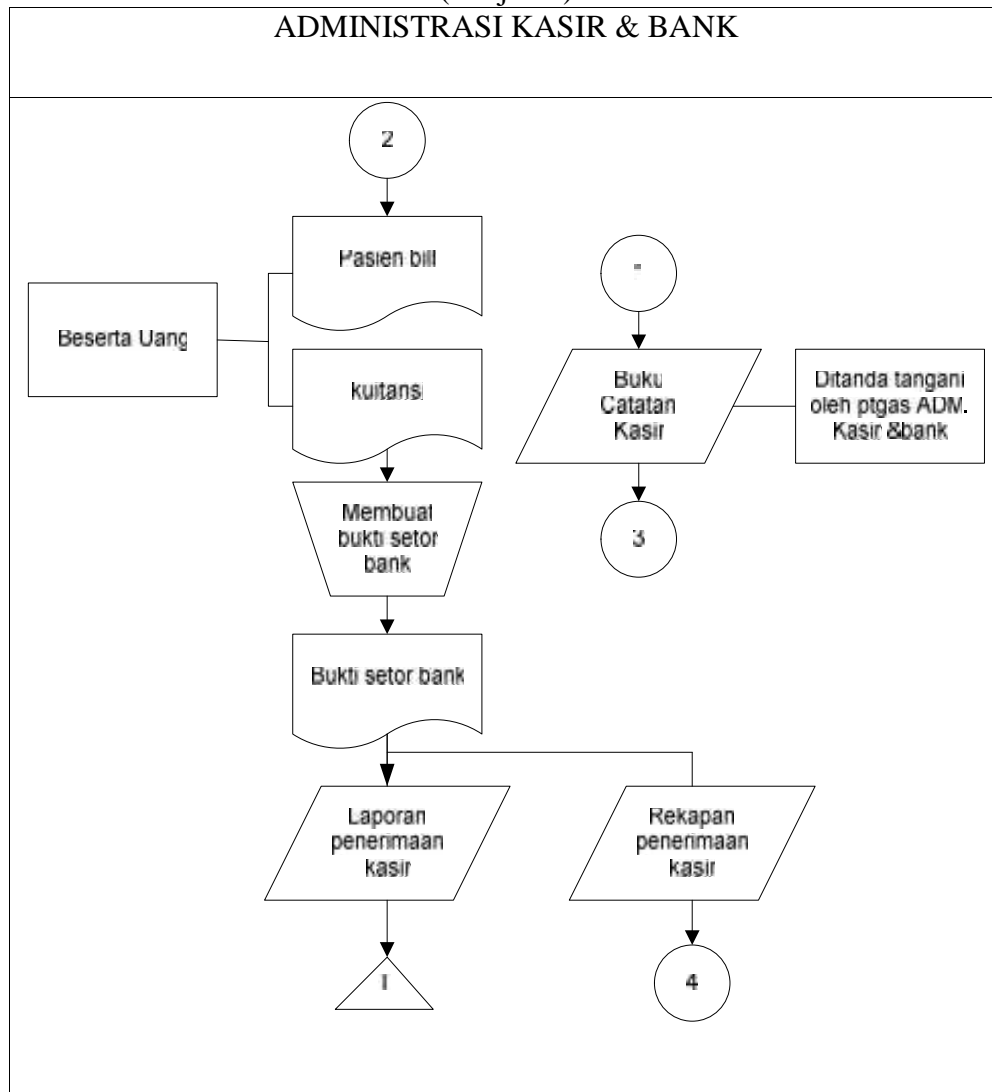 ADMINISTRASI KASIR & BANK
2
Pasien bill
Beserta Uang
kuitansi
Buku
Catatan
Kasir
Ditanda tangani
oleh ptgas ADM.
Kasir &bank
Membuat
bukti setor
bank
3
Bukti setor bank
Laporan
penerimaan
kasir
Rekapan
penerimaan
kasir
4